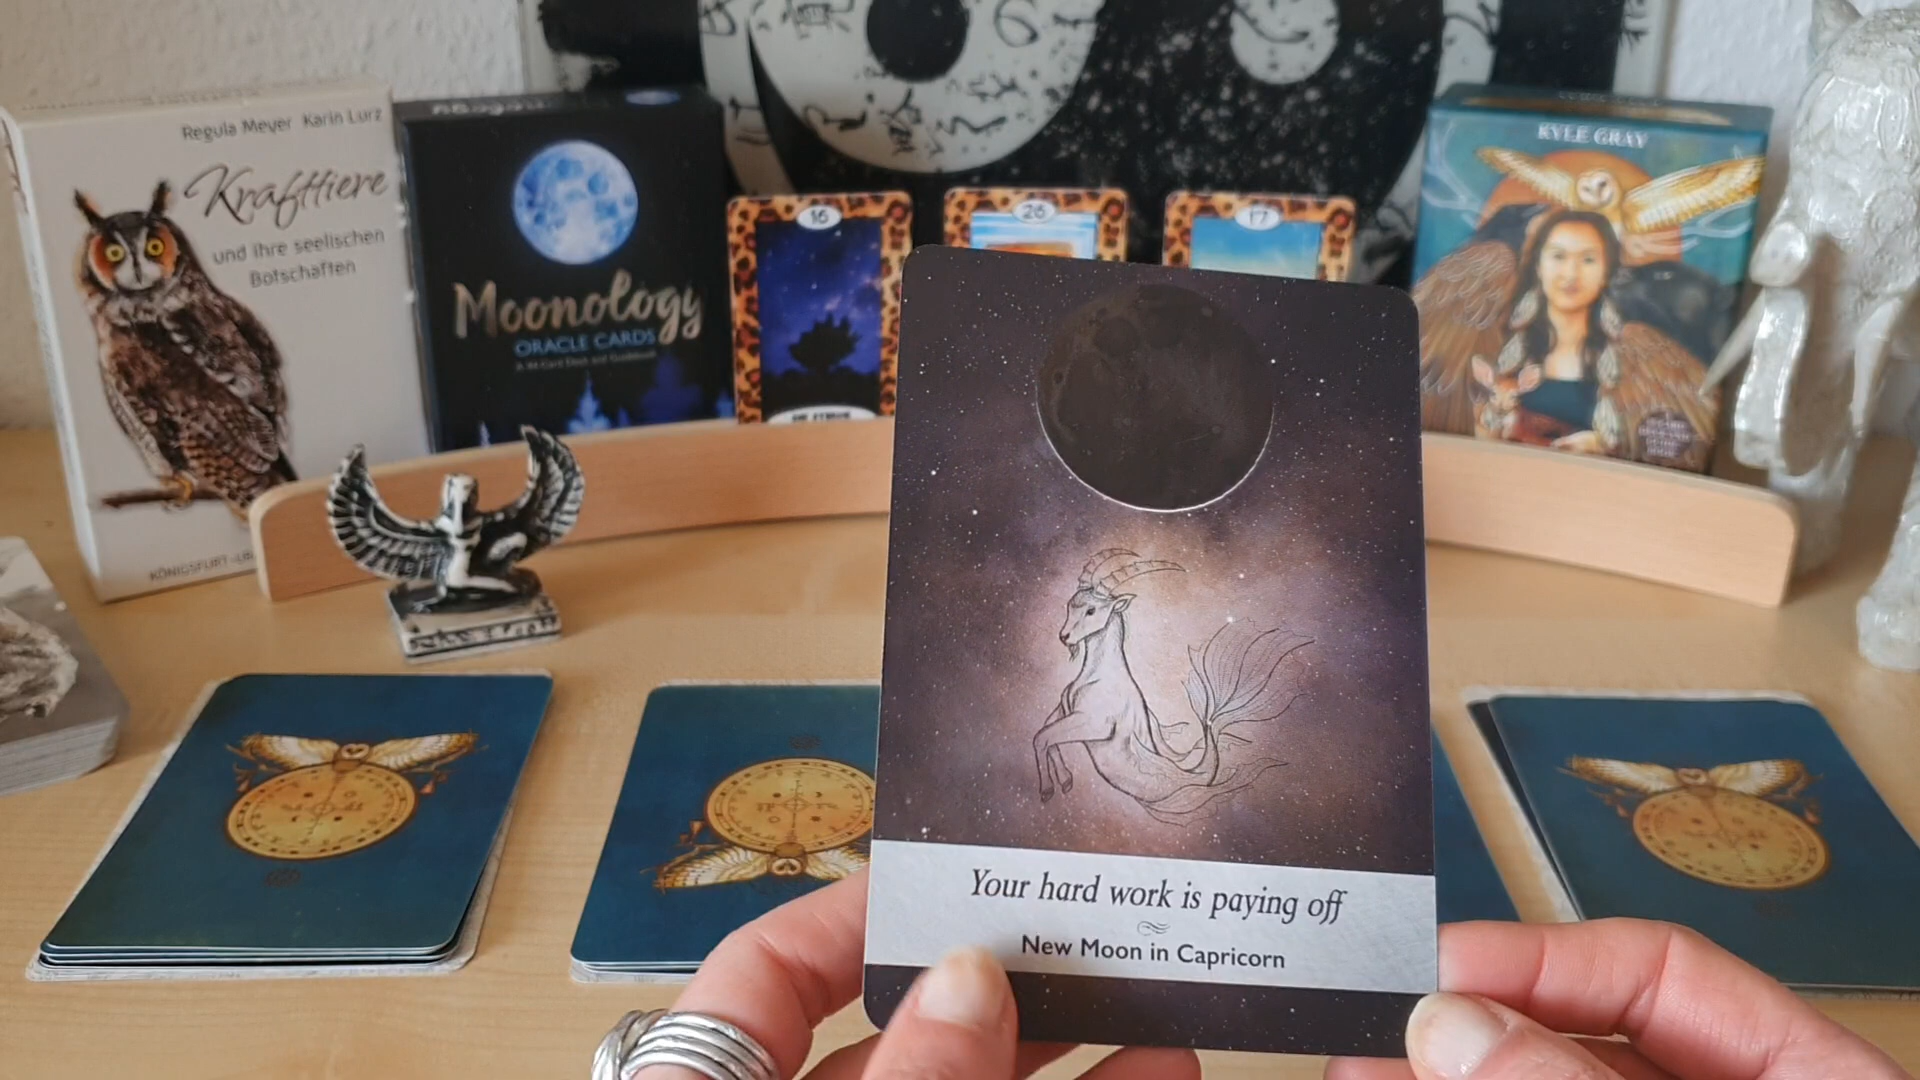 Regula Meyer Karin Lurz
Krafttiere
und ihre seelischen
Botschaften
Moonology
ORACLE CARDS
16
26
17
KYLE GRAY
Your hard work is paying off
New Moon in Capricorn